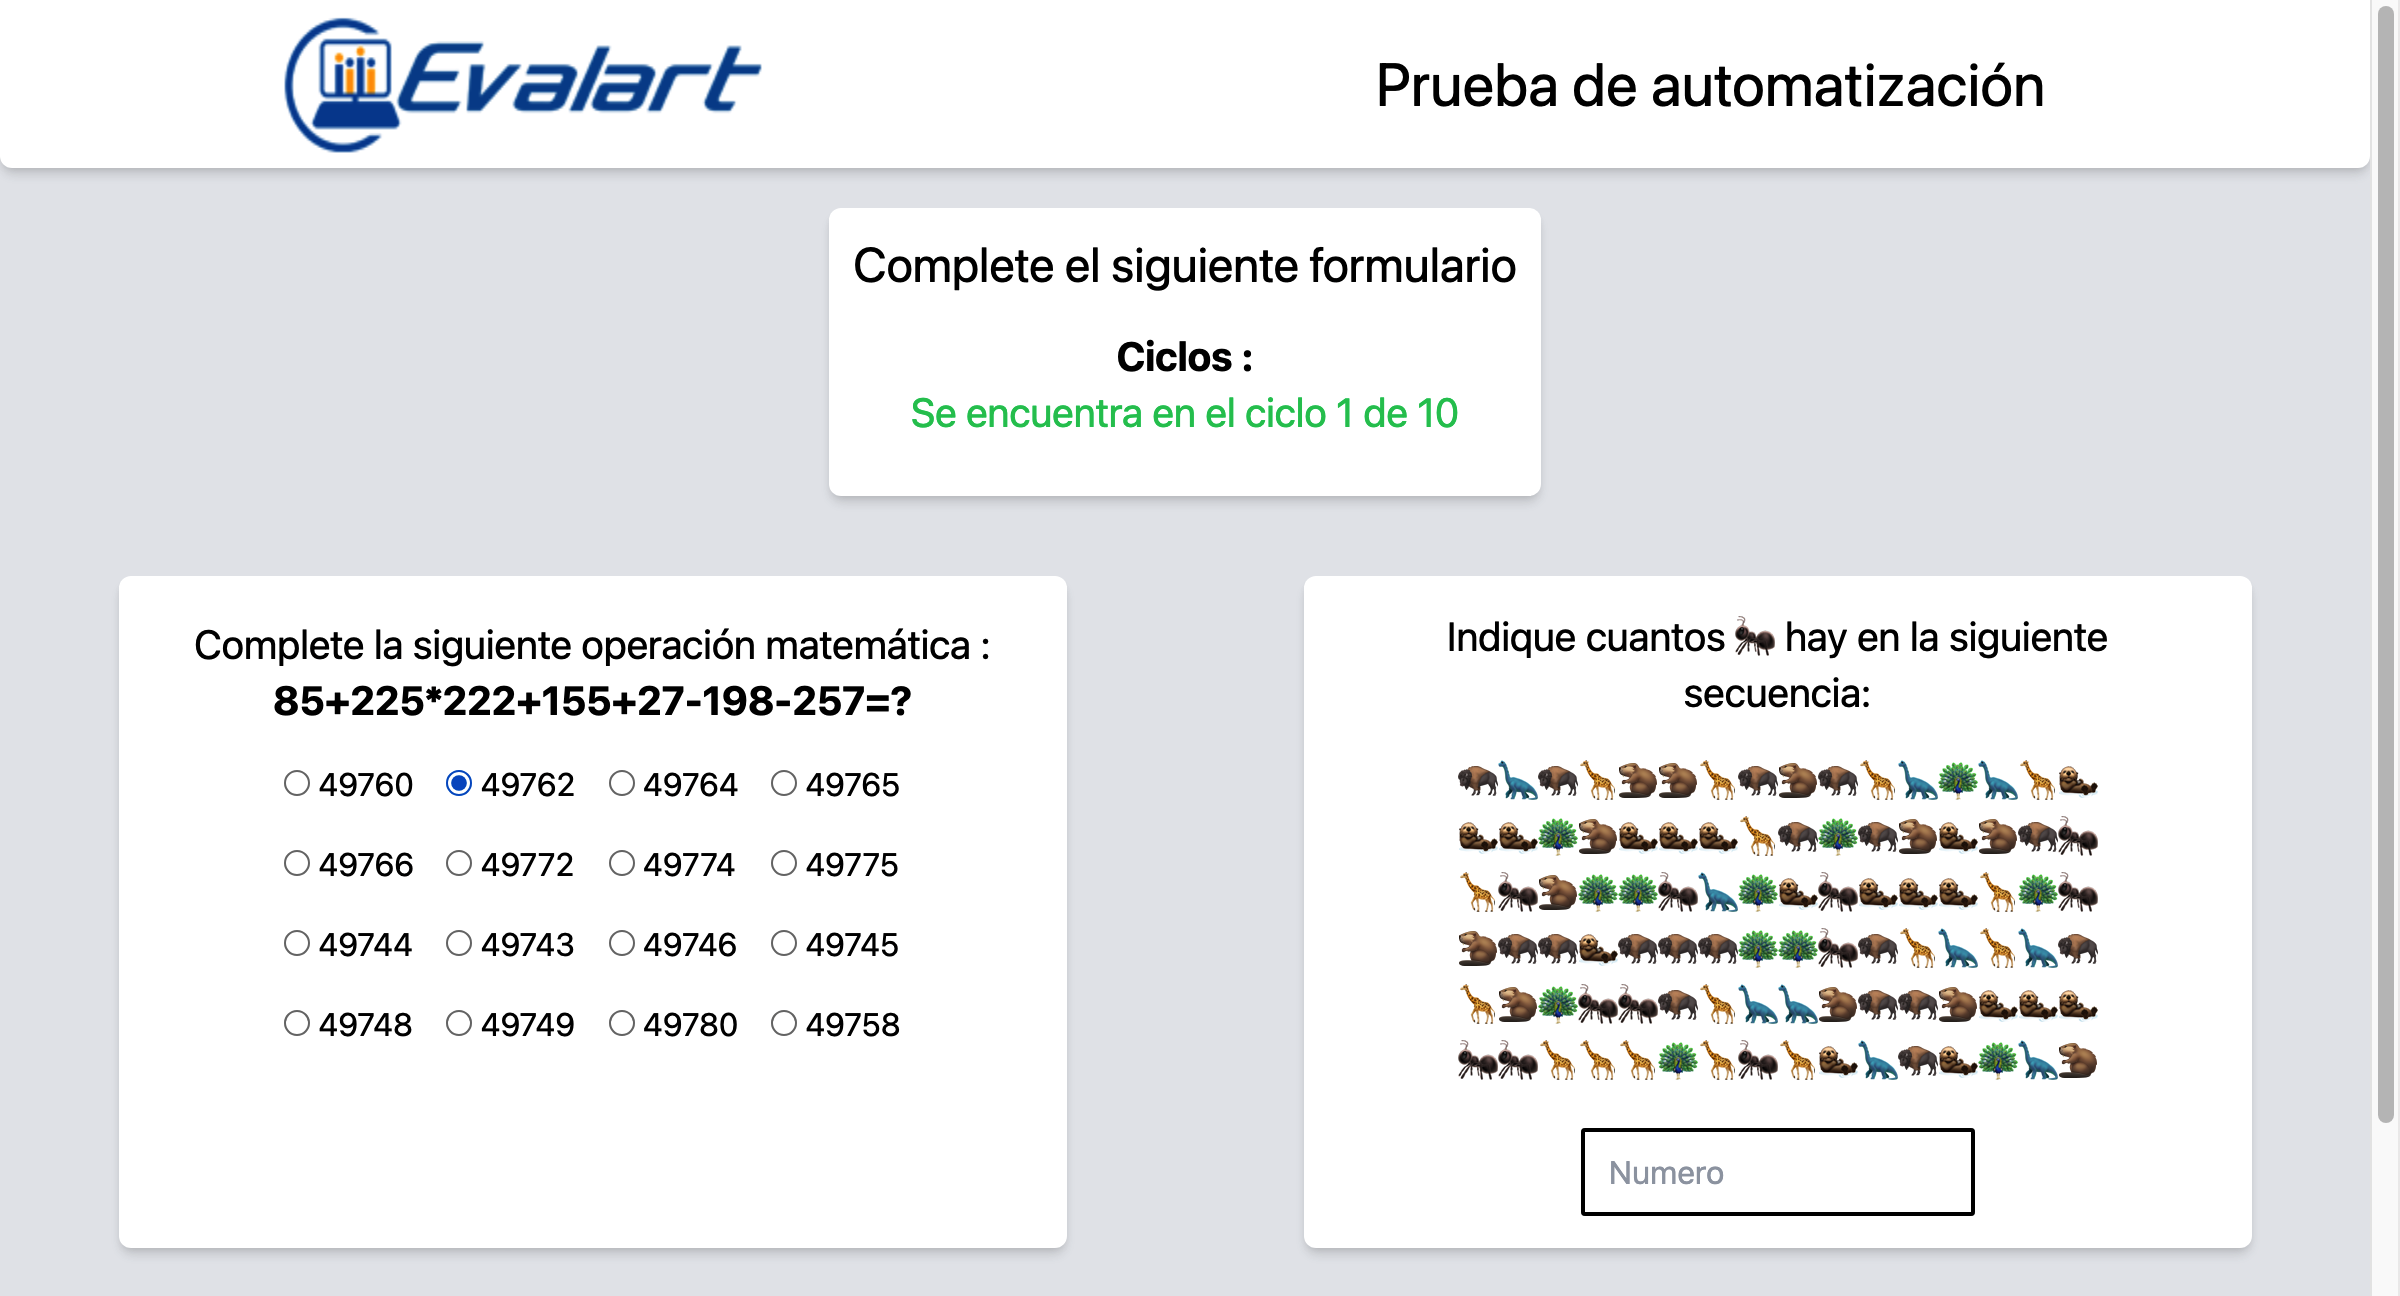 Evalart
Prueba de automatización
Complete el siguiente formulario
Ciclos :
Se encuentra en el ciclo 1 de 10
Complete la siguiente operación matemática :
85+225*222+155+27-198-257=?
49760 49762 49764 49765
49766 49772 49774 49775
49744 49743 49746 49745
49748 49749 49780 49758
Indique cuantos 🐜 hay en la siguiente
secuencia:
🦬🦕🦬🦒🦫🦫🦒🦬🦫🦬🦒🦕🦚🦕🦒🦦
🦦🦦🦚🦫🦦🦦🦦🦒🦬🦚🦬🦫🦦🦫🦬🐜
🦒🐜🦫🦚🦚🐜🦕🦚🦦🐜🦦🦦🦦🦒🦚🐜
🦫🦬🦬🦦🦬🦬🦬🦚🦚🐜🦬🦒🦕🦒🦕🦬
🦒🦫🦚🐜🐜🦬🦒🦕🦕🦫🦬🦬🦫🦦🦦🦦
🐜🐜🦒🦒🦒🦚🦒🐜🦒🦦🦕🦬🦦🦚🦕🦫
Numero